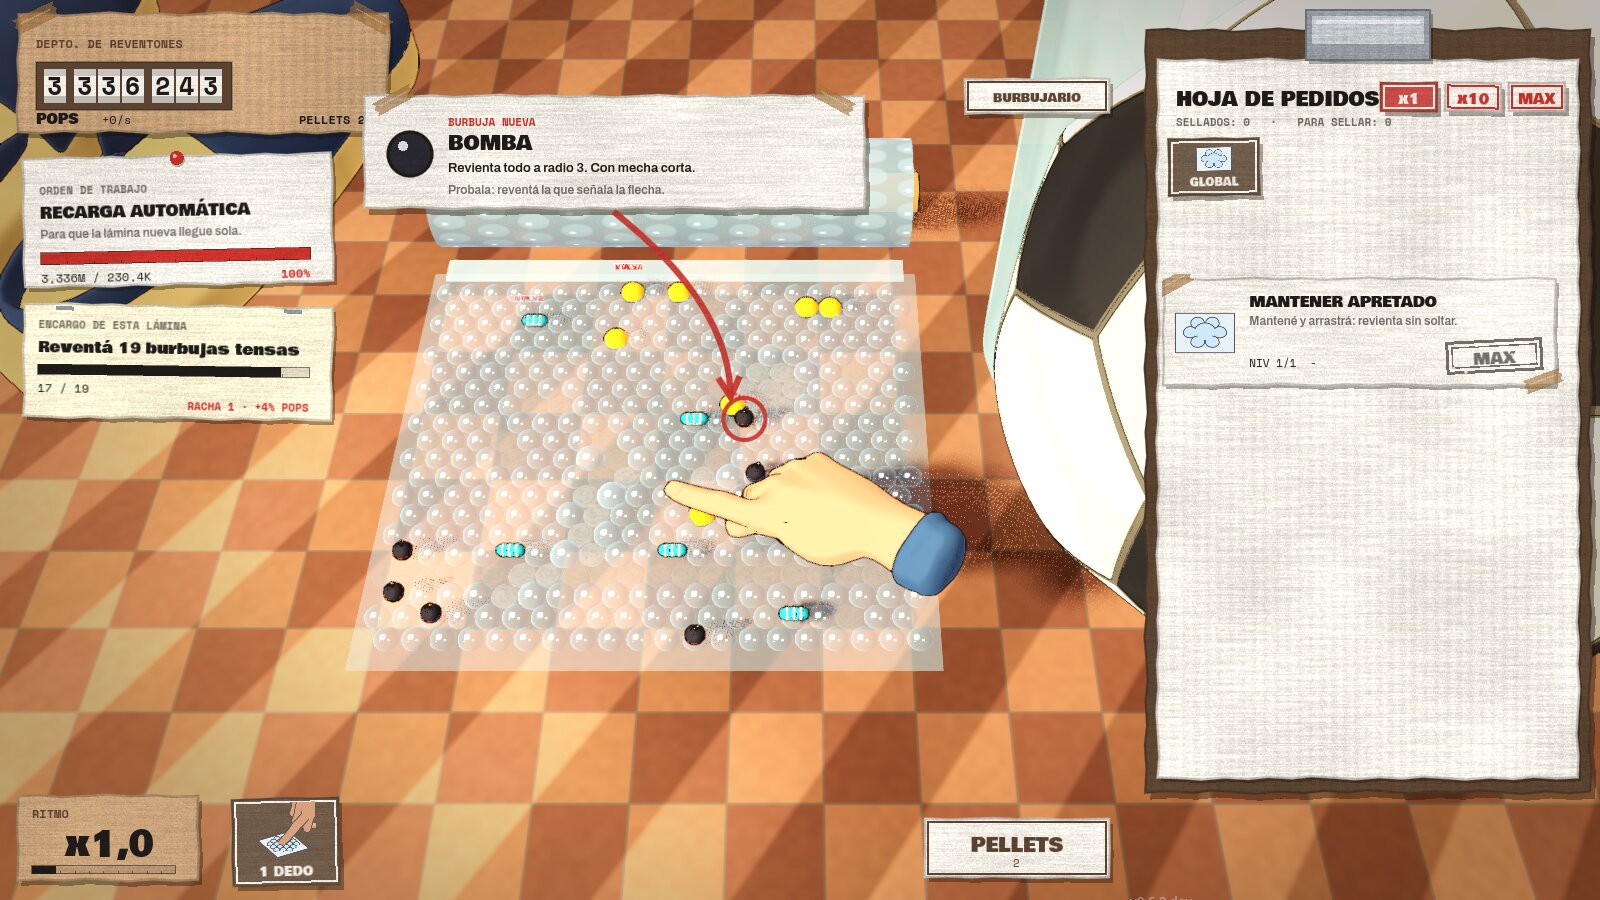 DEPTO. DE REVENTONES
3 336 243
POPS +0/s PELLETS 2
ORDEN DE TRABAJO
RECARGA AUTOMÁTICA
Para que la lámina nueva llegue sola.
3,336M / 230.4K 100%
ENCARGO DE ESTA LÁMINA
Reventá 19 burbujas tensas
17 / 19
RACHA 1 · +4% POPS
BURBUJA NUEVA
BOMBA
Revienta todo a radio 3. Con mecha corta.
Probala: reventá la que señala la flecha.
BURBUJARIO
HOJA DE PEDIDOS x1 x10 MAX
SELLADOS: 0 · PARA SELLAR: 0
GLOBAL
MANTENER APRETADO
Mantené y arrastrá: revienta sin soltar.
NIV 1/1 -
MAX
RITMO
x1,0
1 DEDO
PELLETS
2